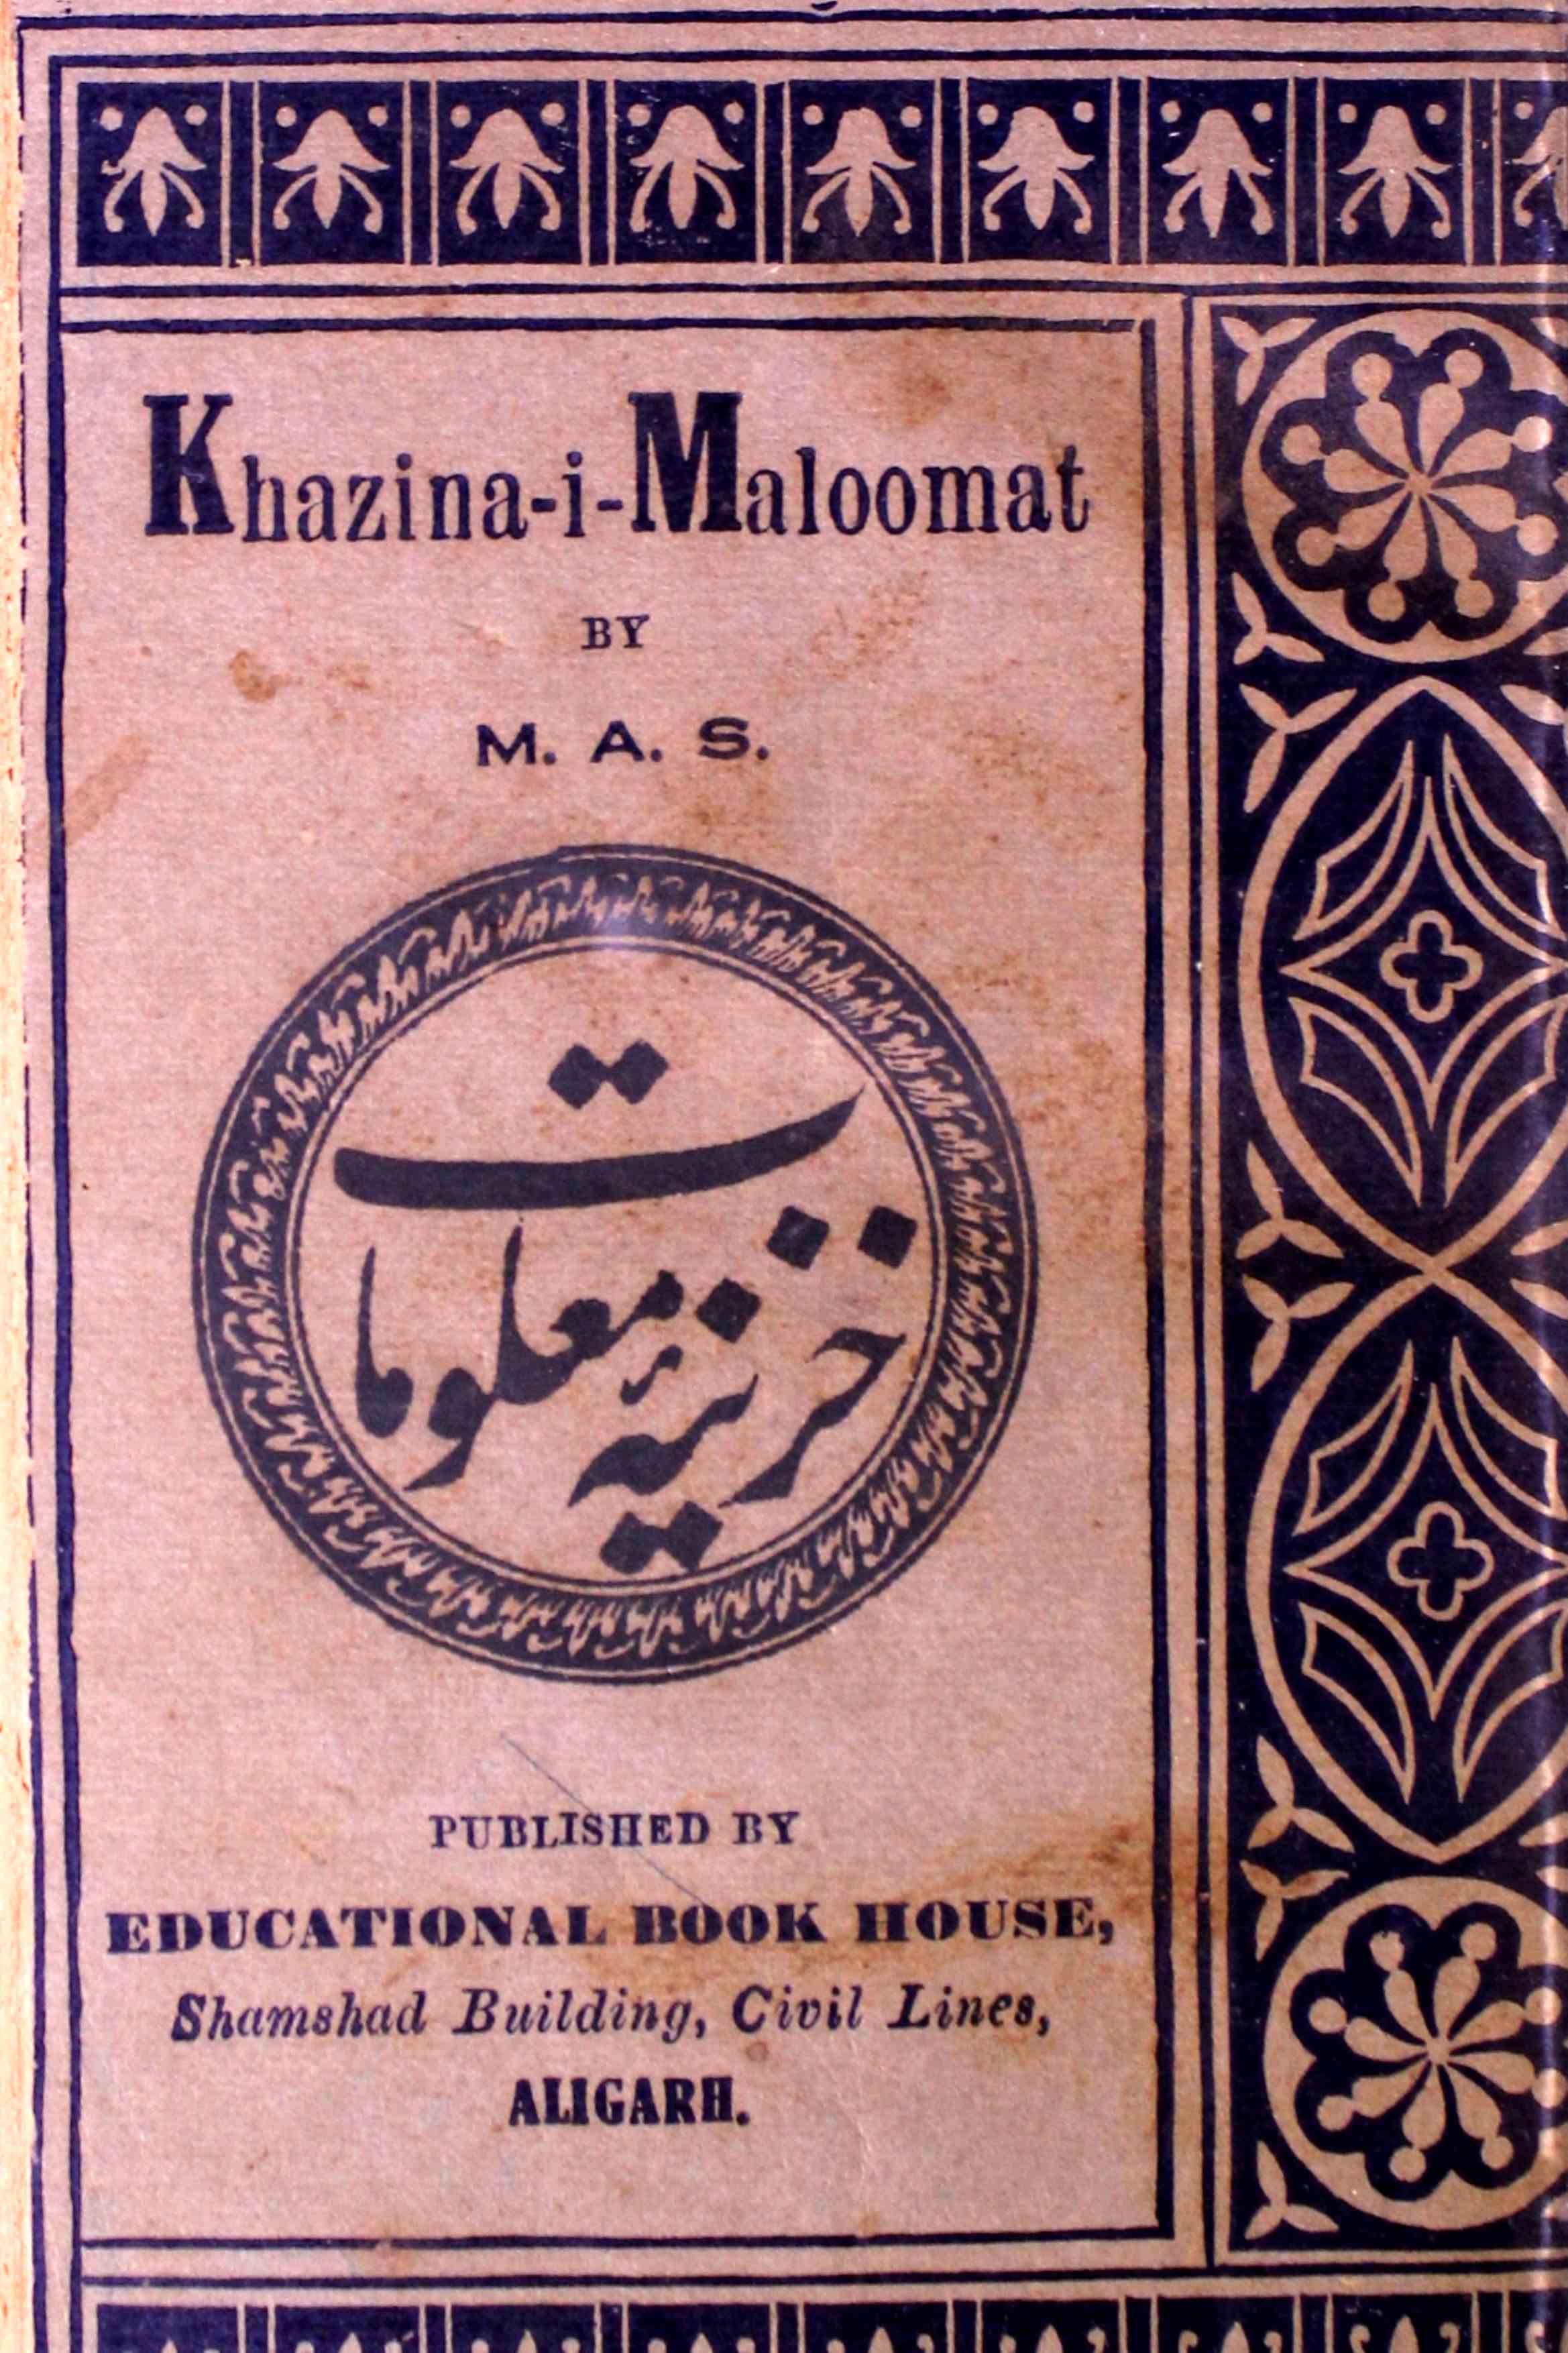 Khazina-i-Maloomat
BY
M. A. S.
خزینۂ معلومات
PUBLISHED BY
EDUCATIONAL BOOK HOUSE,
Shamshad Building, Civil Lines,
ALIGARH.